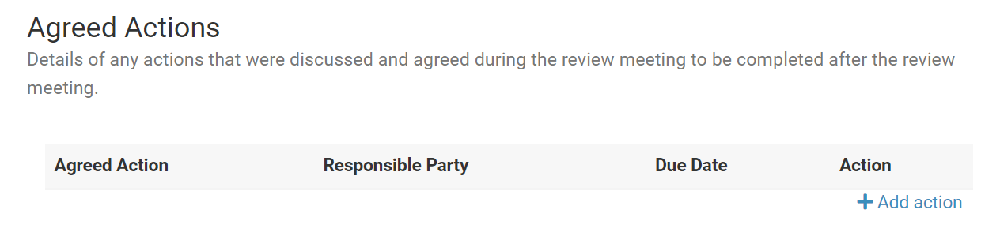 Agreed Actions
Details of any actions that were discussed and agreed during the review meeting to be completed after the review
meeting.
Agreed Action Responsible Party Due Date Action
Add action